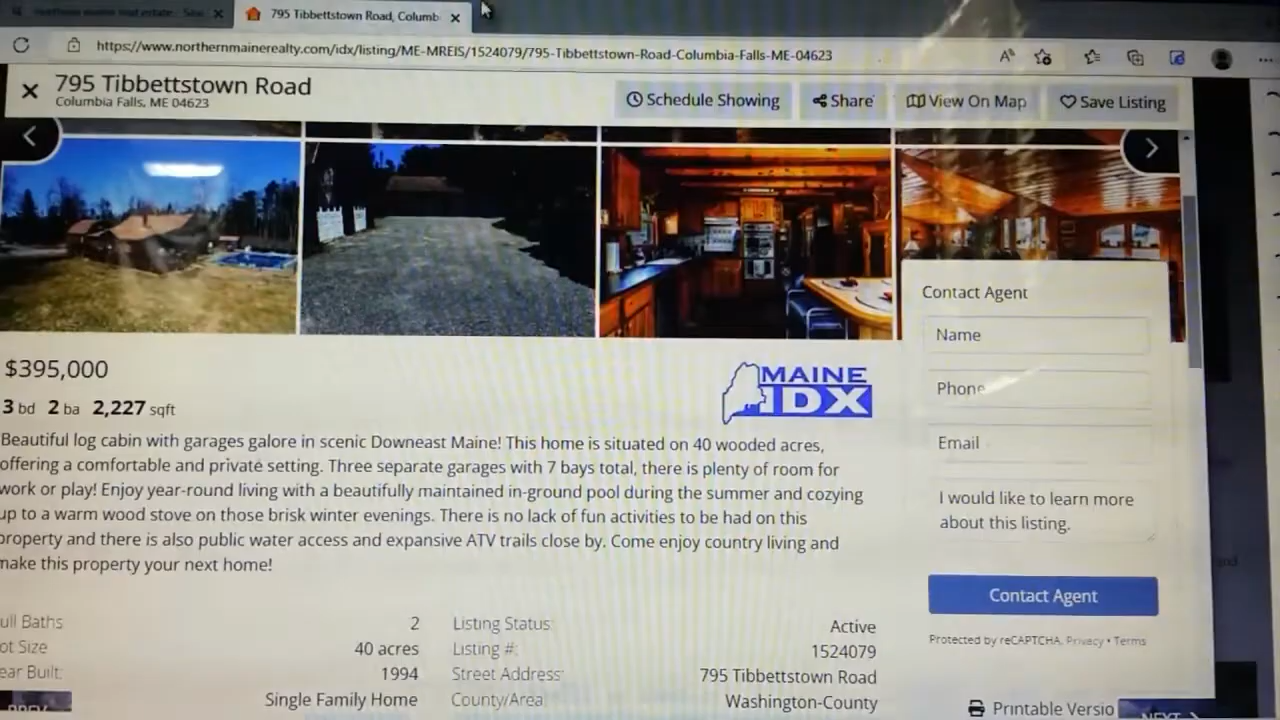 795 Tibbettstown Road, Columb
https://www.northernmainerealty.com/idx/listing/ME-MREIS/1524079/795-Tibbettstown-Road-Columbia-Falls-ME-04623
795 Tibbettstown Road
Columbia Falls, ME 04623
Schedule Showing
Share
View On Map
Save Listing
$395,000
3 bd 2 ba 2,227 sqft
MAINE
IDX
Beautiful log cabin with garages galore in scenic Downeast Maine! This home is situated on 40 wooded acres,
offering a comfortable and private setting. Three separate garages with 7 bays total, there is plenty of room for
work or play! Enjoy year-round living with a beautifully maintained in-ground pool during the summer and cozying
up to a warm wood stove on those brisk winter evenings. There is no lack of fun activities to be had on this
property and there is also public water access and expansive ATV trails close by. Come enjoy country living and
make this property your next home!
Contact Agent
Name
Phone
Email
I would like to learn more
about this listing.
Contact Agent
Protected by reCAPTCHA. Privacy • Terms
ull Baths 2
ot Size 40 acres
ear Built: 1994
Single Family Home
Listing Status: Active
Listing #: 1524079
Street Address: 795 Tibbettstown Road
County/Area: Washington-County
Printable Versio
PREV
NEXT